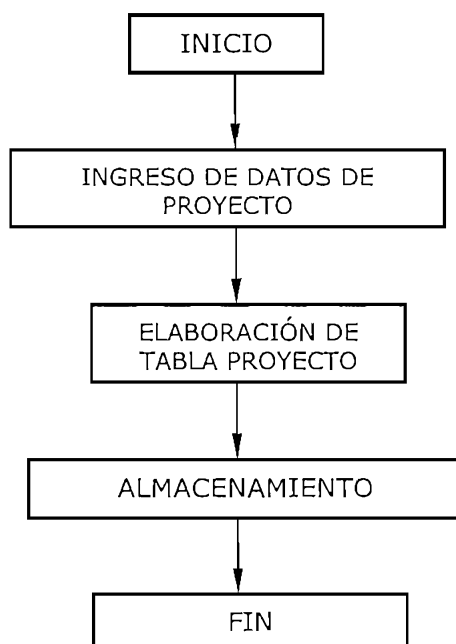 INICIO
INGRESO DE DATOS DE
PROYECTO
ELABORACIÓN DE
TABLA PROYECTO
ALMACENAMIENTO
FIN